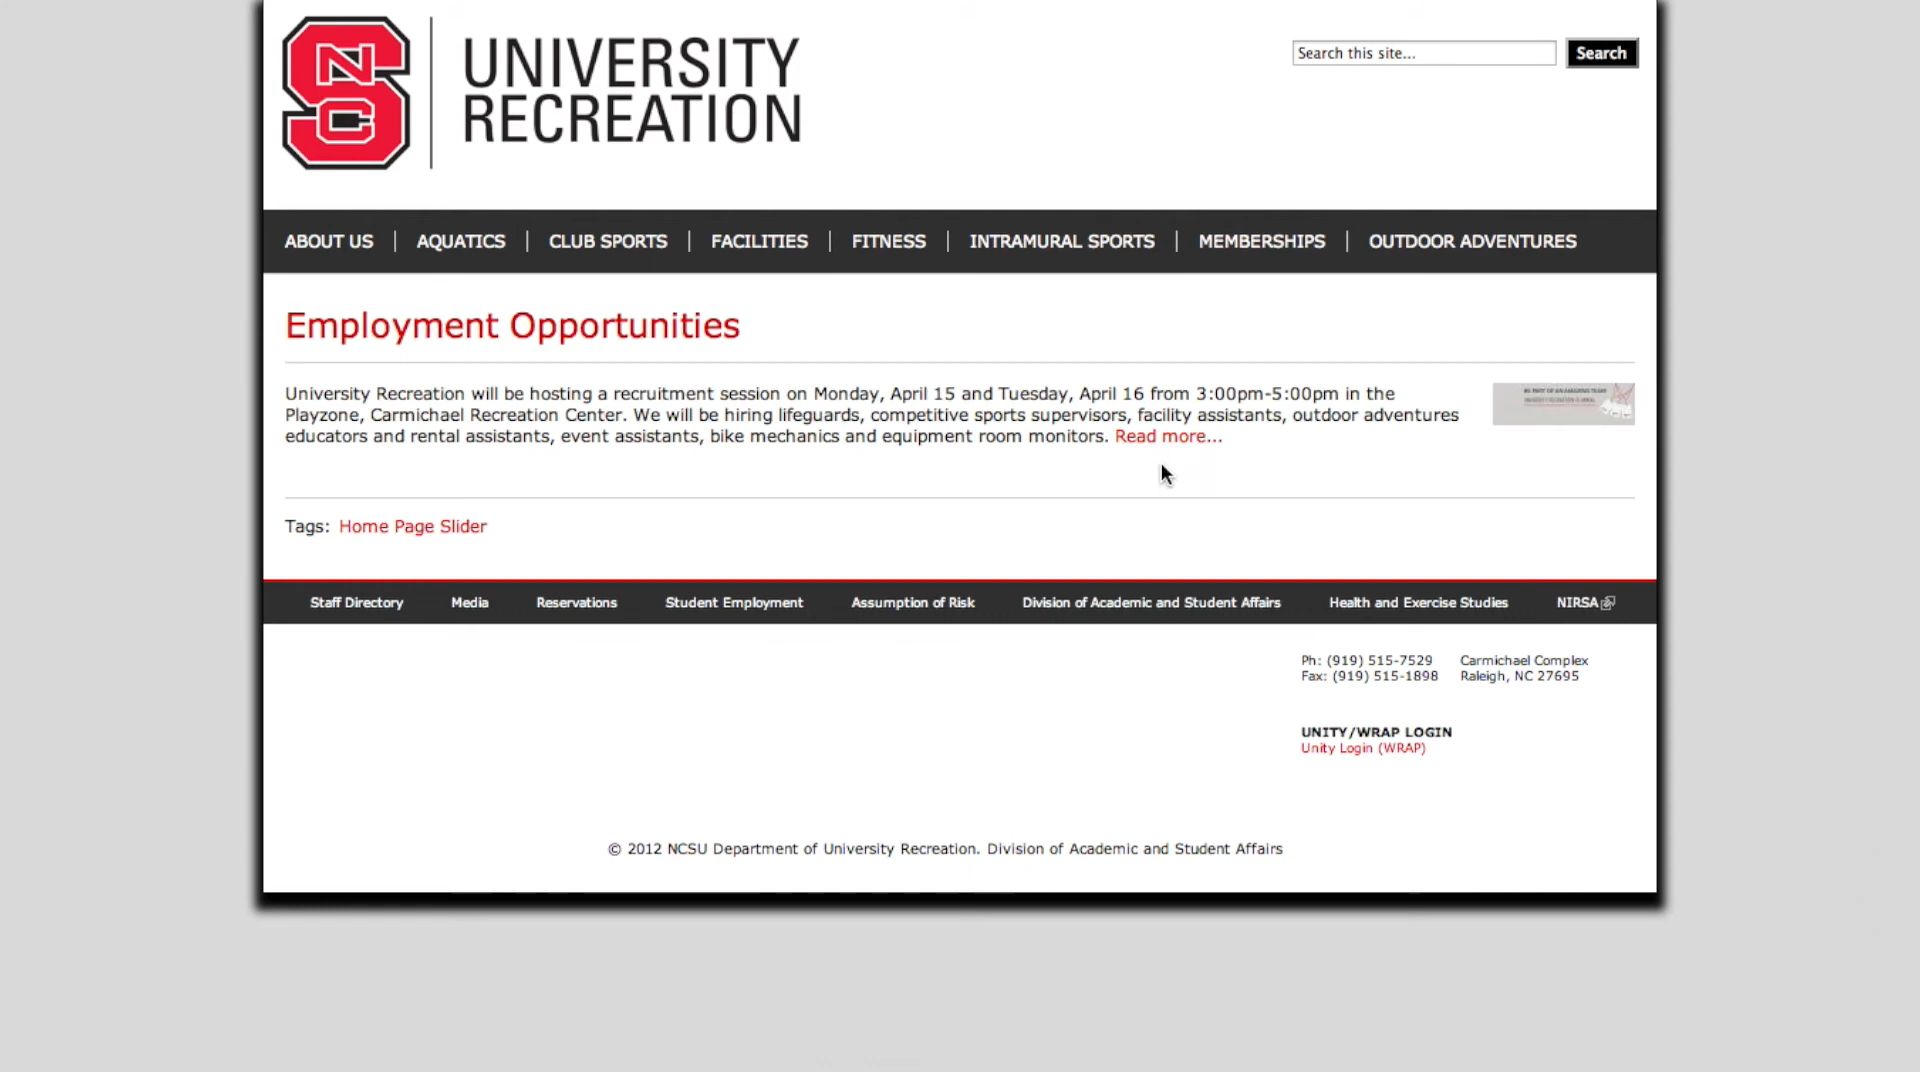 NC
UNIVERSITY
RECREATION
Search this site...
Search
ABOUT US
AQUATICS
CLUB SPORTS
FACILITIES
FITNESS
INTRAMURAL SPORTS
MEMBERSHIPS
OUTDOOR ADVENTURES
Employment Opportunities
University Recreation will be hosting a recruitment session on Monday, April 15 and Tuesday, April 16 from 3:00pm-5:00pm in the
Playzone, Carmichael Recreation Center. We will be hiring lifeguards, competitive sports supervisors, facility assistants, outdoor adventures
educators and rental assistants, event assistants, bike mechanics and equipment room monitors. Read more...
Tags: Home Page Slider
Staff Directory
Media
Reservations
Student Employment
Assumption of Risk
Division of Academic and Student Affairs
Health and Exercise Studies
NIRSA
Ph: (919) 515-7529
Fax: (919) 515-1898
Carmichael Complex
Raleigh, NC 27695
UNITY/WRAP LOGIN
Unity Login (WRAP)
© 2012 NCSU Department of University Recreation. Division of Academic and Student Affairs